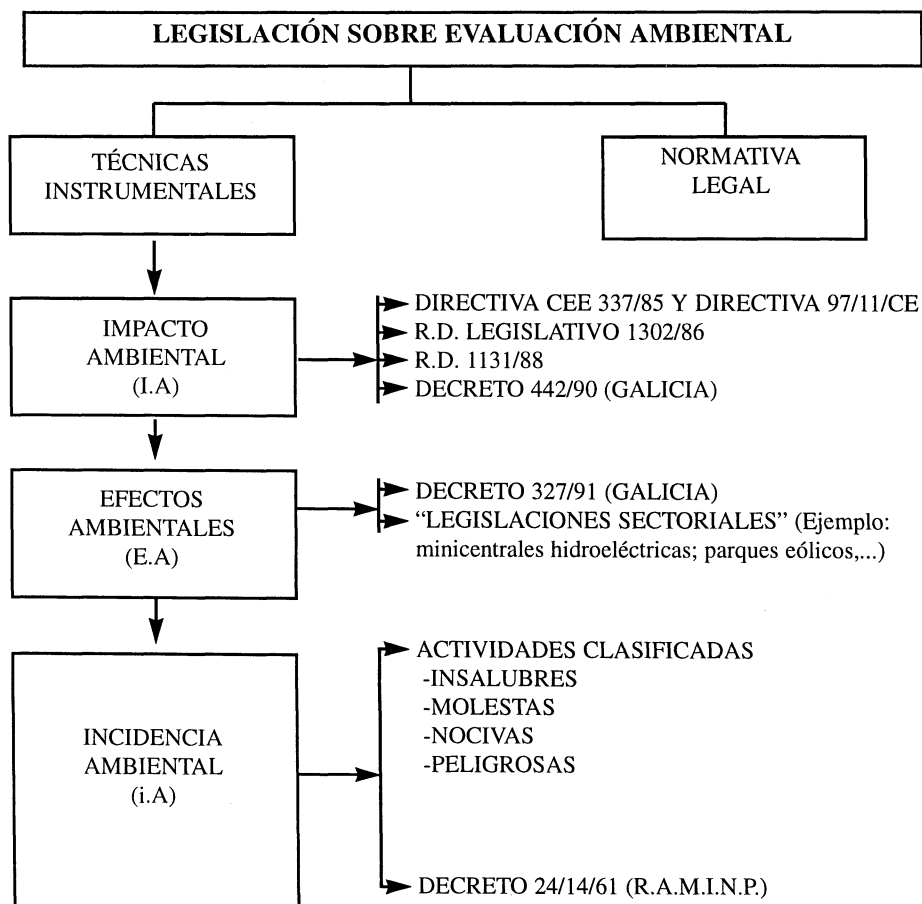 LEGISLACIÓN SOBRE EVALUACIÓN AMBIENTAL
TÉCNICAS
INSTRUMENTALES
NORMATIVA
LEGAL
IMPACTO
AMBIENTAL
(I.A)
DIRECTIVA CEE 337/85 Y DIRECTIVA 97/11/CE
R.D. LEGISLATIVO 1302/86
R.D. 1131/88
DECRETO 442/90 (GALICIA)
EFECTOS
AMBIENTALES
(E.A)
DECRETO 327/91 (GALICIA)
“LEGISLACIONES SECTORIALES” (Ejemplo:
minicentrales hidroeléctricas; parques eólicos,...)
INCIDENCIA
AMBIENTAL
(i.A)
ACTIVIDADES CLASIFICADAS
-INSALUBRES
-MOLESTAS
-NOCIVAS
-PELIGROSAS
DECRETO 24/14/61 (R.A.M.I.N.P.)